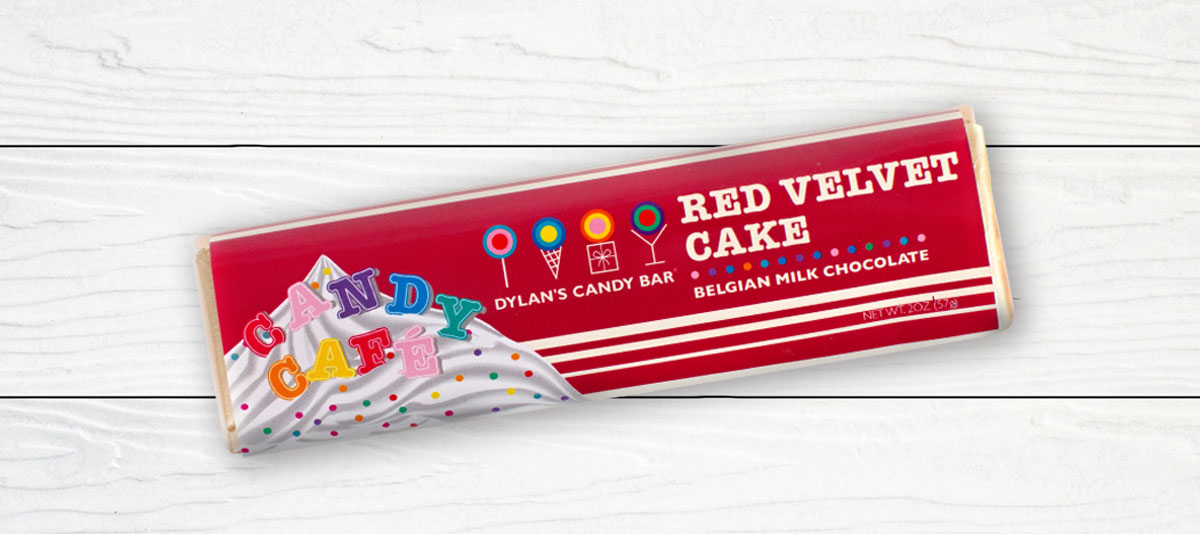 CANDY
CAFÉ
DYLAN'S CANDY BAR
RED VELVET
CAKE
BELGIAN MILK CHOCOLATE
NET WT. 2OZ (57g)